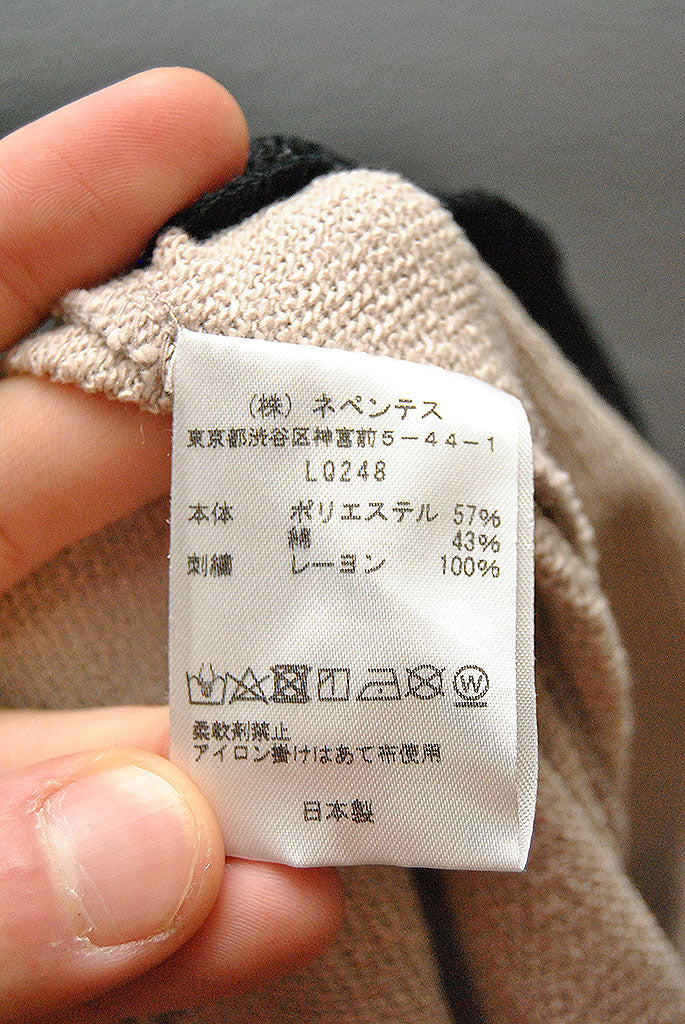 （株）ネペンテス
東京都渋谷区神宮前5－44－1
LQ248
本体 ポリエステル 57%
綿 43%
刺繍 レーヨン 100%
W
柔軟剤禁止
アイロン掛けはあて布使用
日本製